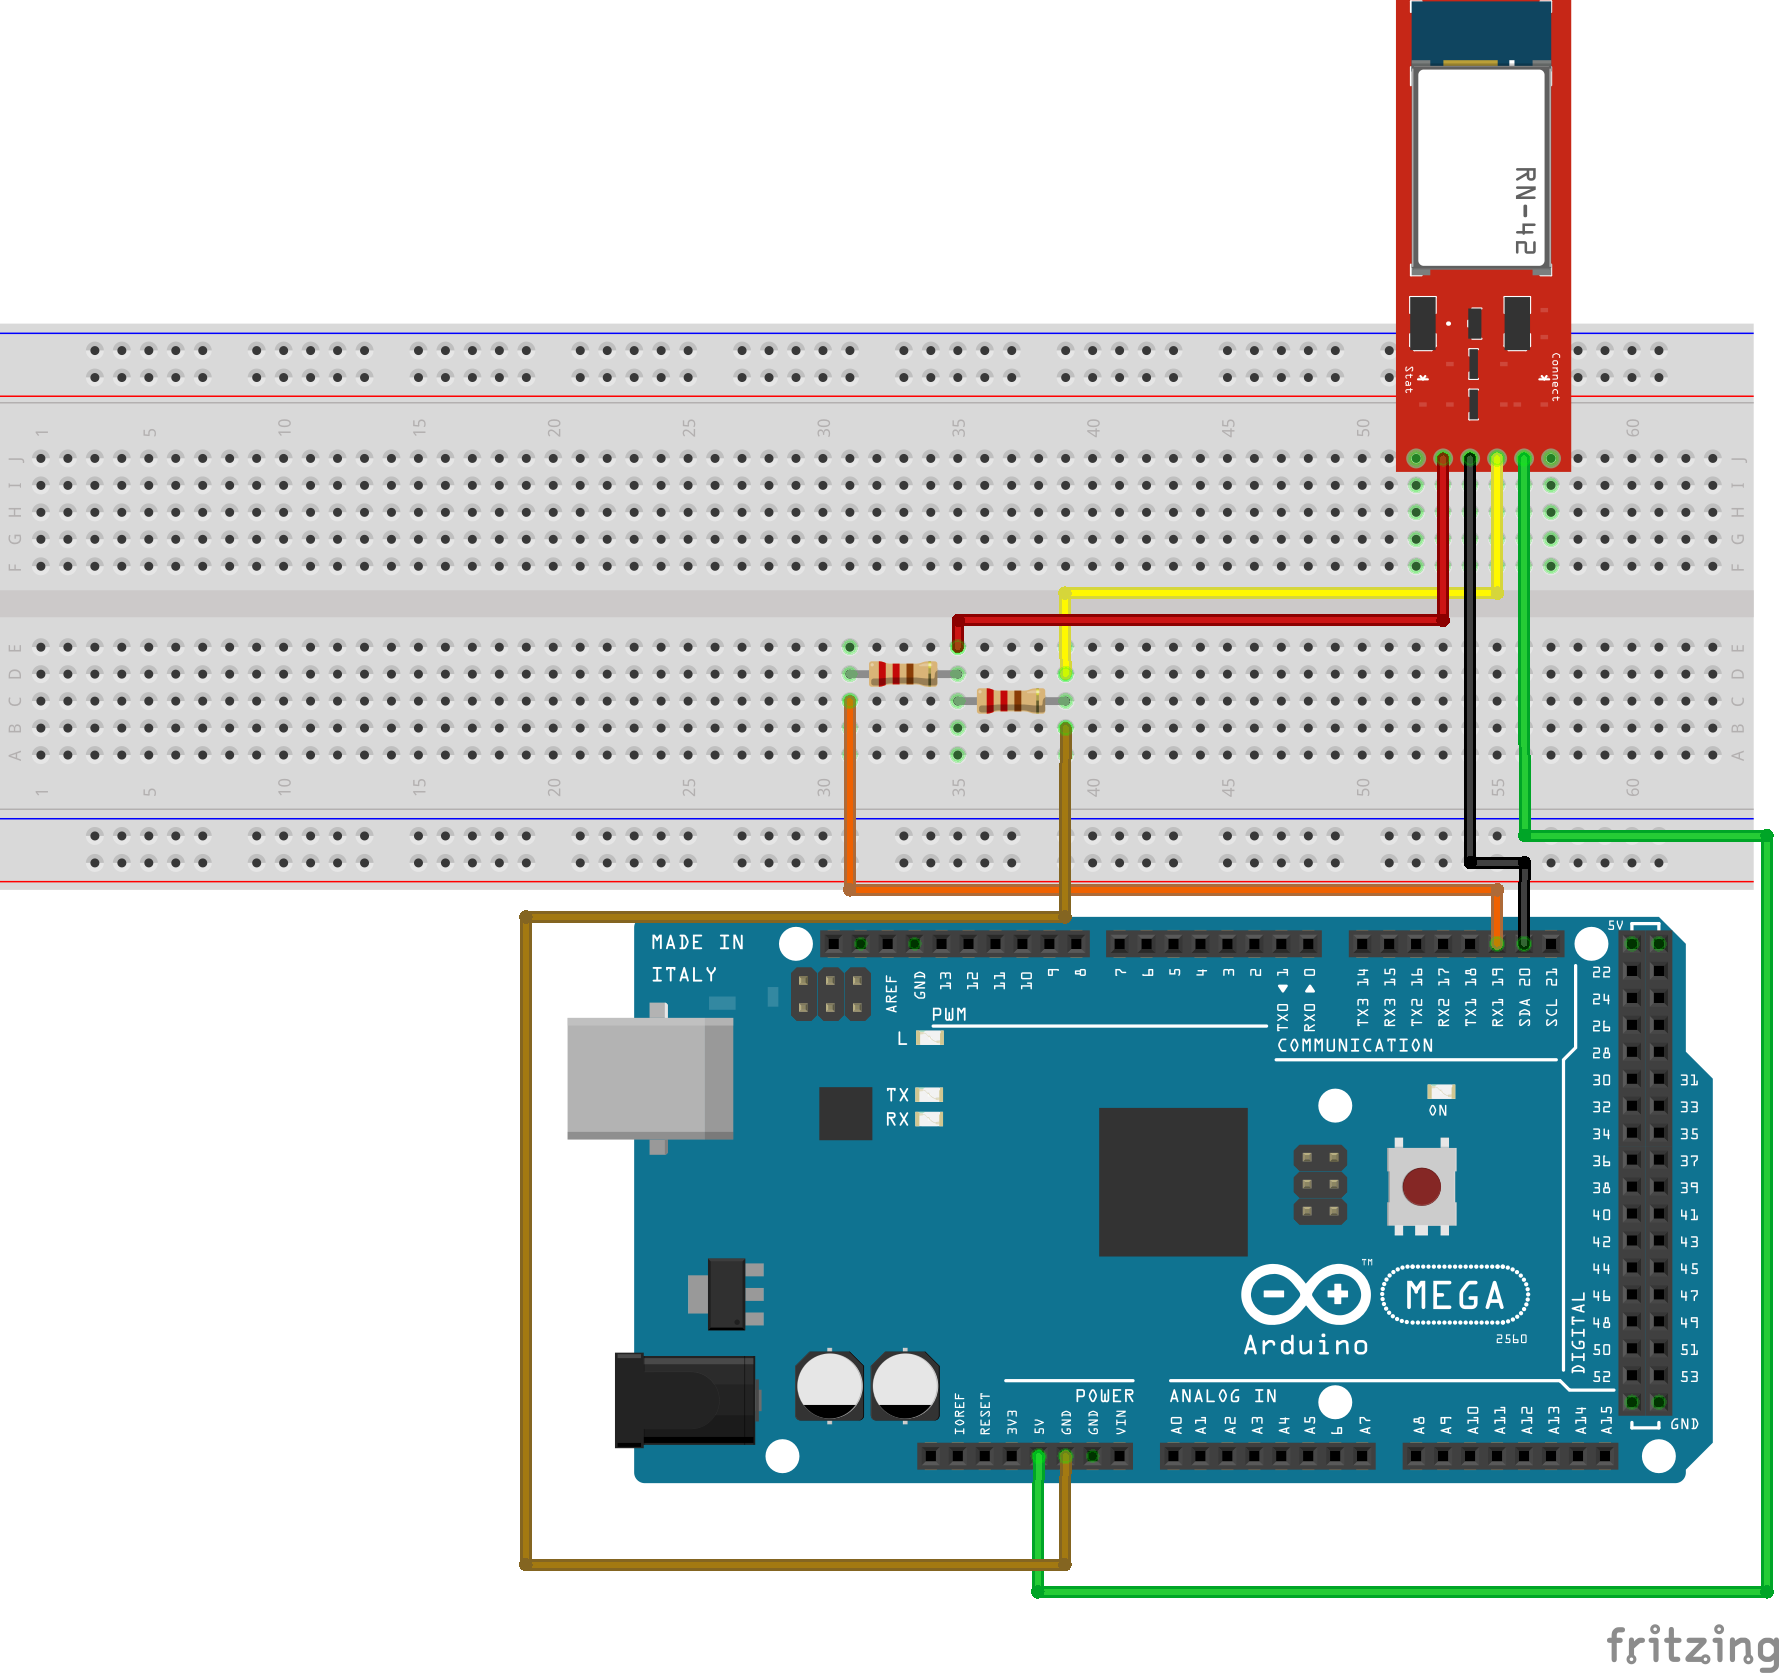 RN-42
Stat
Connect
1 5 10 15 20 25 30 35 40 45 50 60
J J
I I
H H
G G
F F
E E
D D
C C
B B
A A
1 5 10 15 20 25 30 35 40 45 50 55 60
MADE IN
ITALY
AREF
GND
13
12
11
10
9
8
7
6
5
4
3
2
TX0 1
RX0 0
TX3 14
RX3 15
TX2 16
RX2 17
TX1 18
RX1 19
SDA 20
SCL 21
5V
PWM
L
COMMUNICATION
TX
RX
ON
22
24
26
28
30 31
32 33
34 35
36 37
38 39
40 41
42 43
44 45
46 47
48 49
50 51
52 53
GND
DIGITAL
TM
MEGA
2560
Arduino
POWER
ANALOG IN
IOREF
RESET
3V3
5V
GND
GND
VIN
A0
A1
A2
A3
A4
A5
6
A7
A8
A9
A10
A11
A12
A13
A14
A15
fritzing